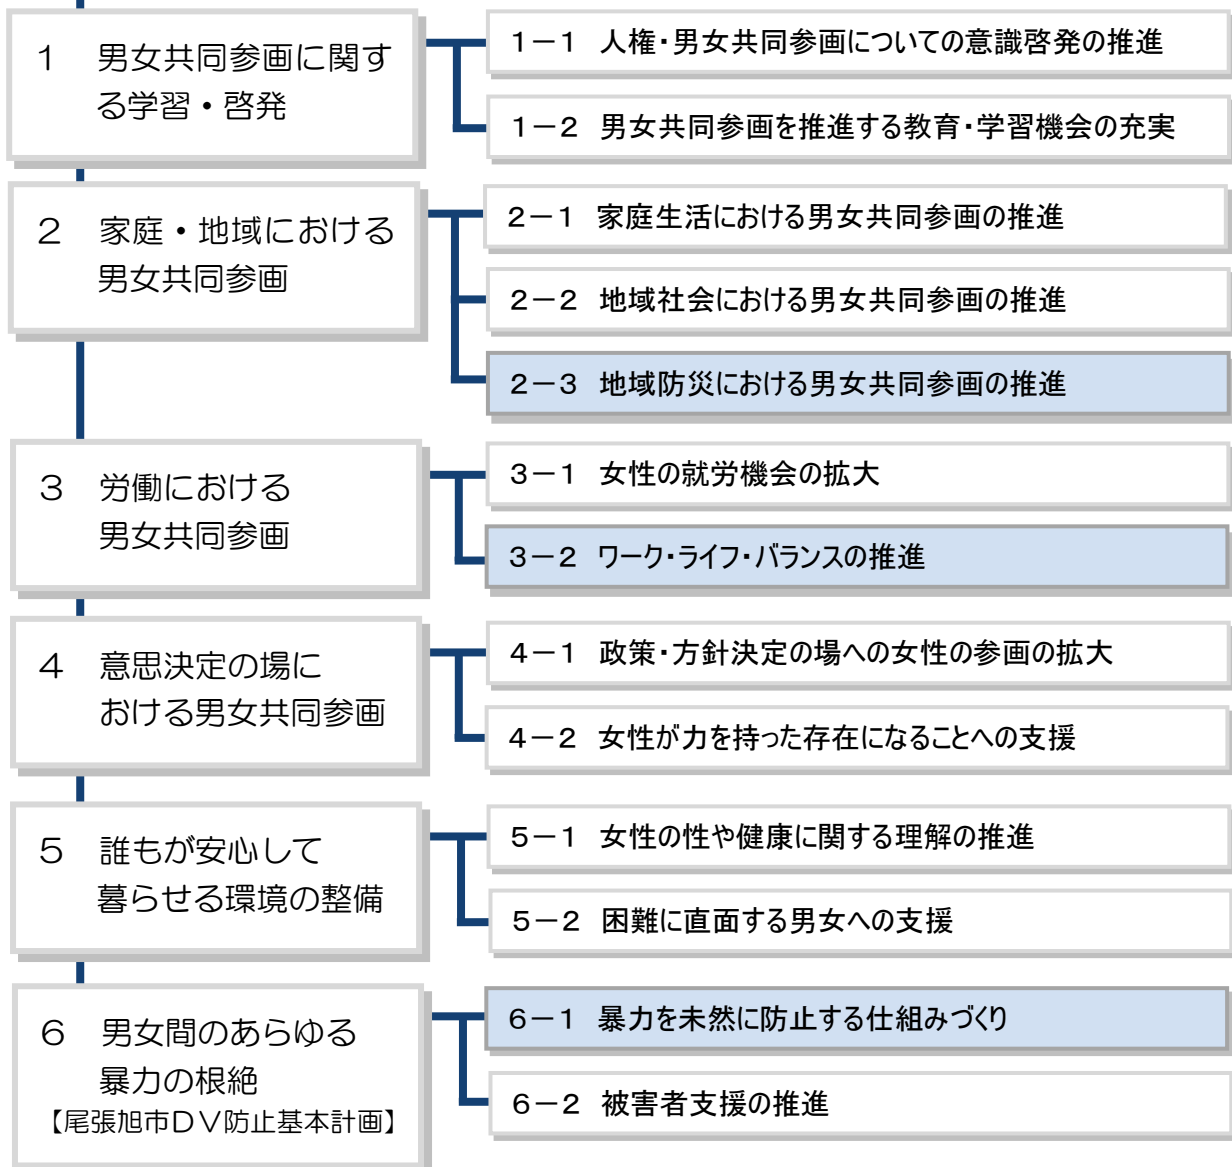 1 男女共同参画に関す
る学習・啓発
1－1 人権・男女共同参画についての意識啓発の推進
1－2 男女共同参画を推進する教育・学習機会の充実
2 家庭・地域における
男女共同参画
2－1 家庭生活における男女共同参画の推進
2－2 地域社会における男女共同参画の推進
2－3 地域防災における男女共同参画の推進
3 労働における
男女共同参画
3－1 女性の就労機会の拡大
3－2 ワーク・ライフ・バランスの推進
4 意思決定の場に
おける男女共同参画
4－1 政策・方針決定の場への女性の参画の拡大
4－2 女性が力を持った存在になることへの支援
5 誰もが安心して
暮らせる環境の整備
5－1 女性の性や健康に関する理解の推進
5－2 困難に直面する男女への支援
6 男女間のあらゆる
暴力の根絶
【尾張旭市DV防止基本計画】
6－1 暴力を未然に防止する仕組みづくり
6－2 被害者支援の推進